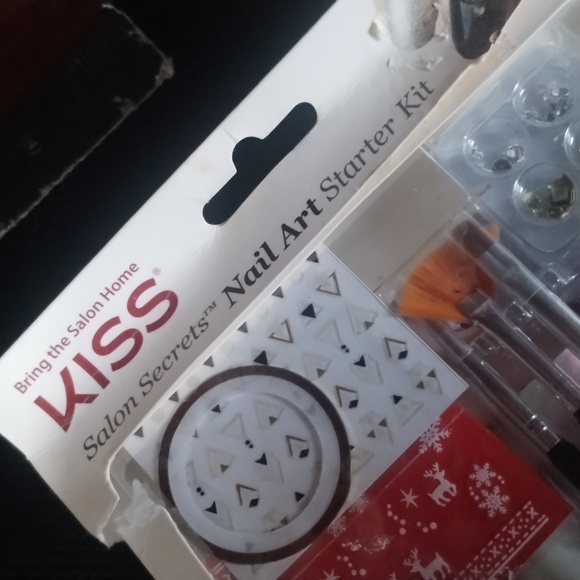 Bring the Salon Home
KISS®
Salon Secrets™ Nail Art Starter Kit